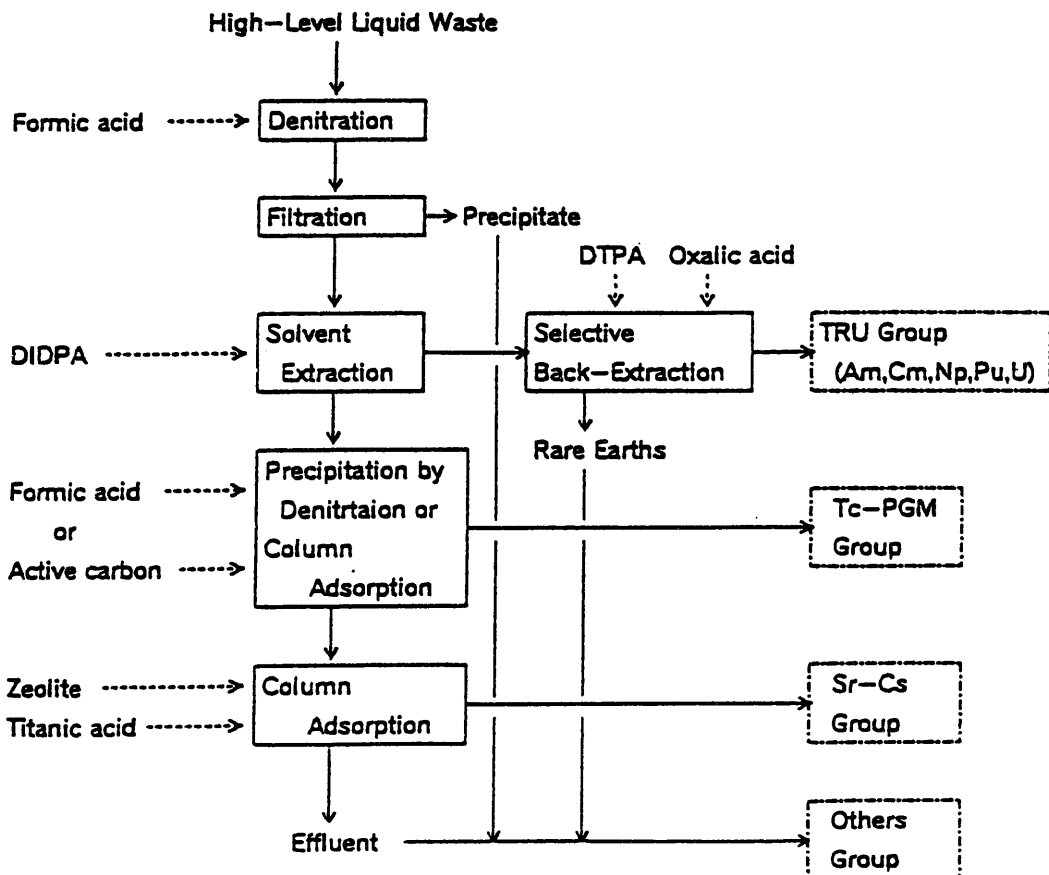 High-Level Liquid Waste
Formic acid
Denitration
Filtration
Precipitate
DTPA
Oxalic acid
DIDPA
Solvent
Extraction
Selective
Back-Extraction
TRU Group
(Am,Cm,Np,Pu,U)
Rare Earths
Formic acid
or
Active carbon
Precipitation by
Denitrtaion or
Column
Adsorption
Tc-PGM
Group
Zeolite
Titanic acid
Column
Adsorption
Sr-Cs
Group
Effluent
Others
Group